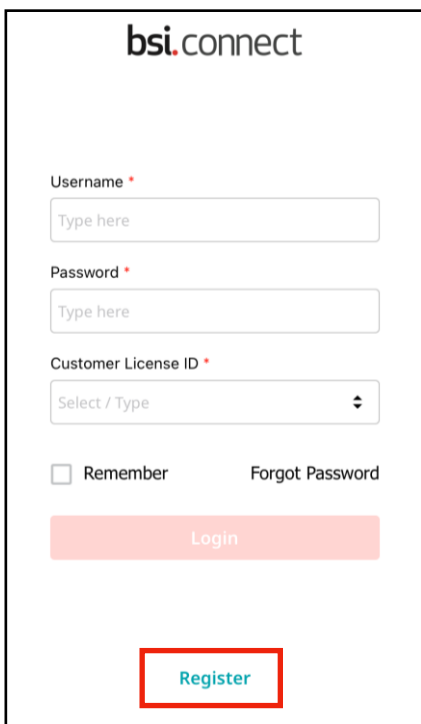 bsi.connect
Username *
Type here
Password *
Type here
Customer License ID *
Select / Type
Remember Forgot Password
Login
Register